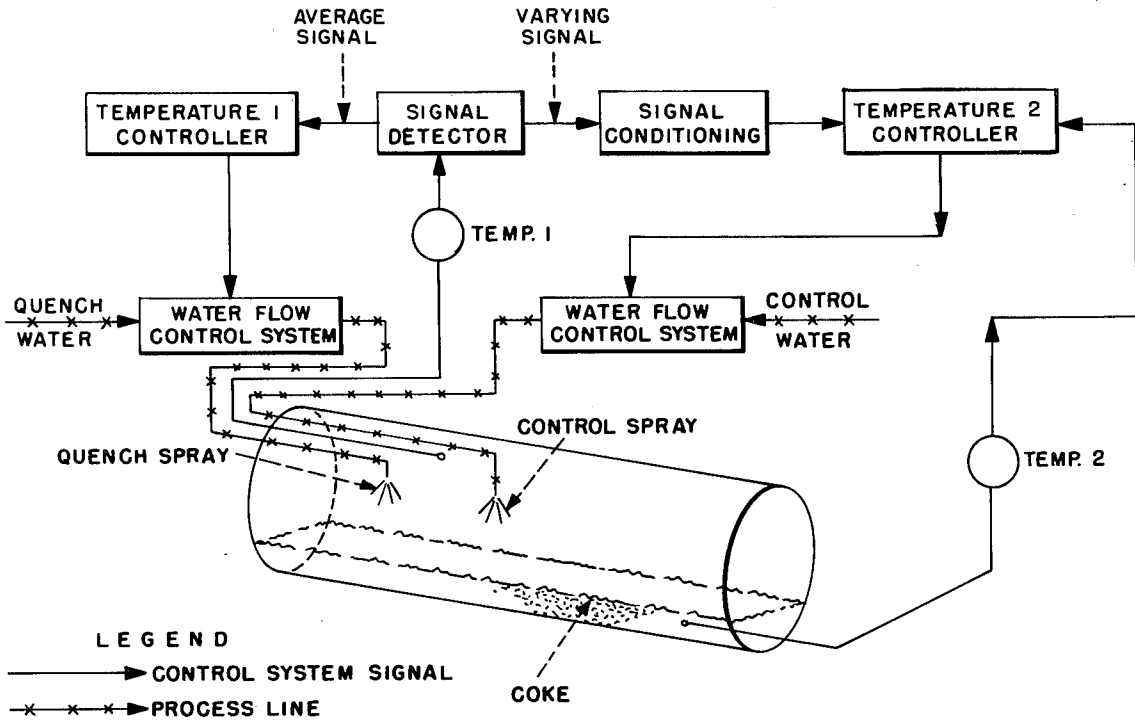 AVERAGE
SIGNAL
VARYING
SIGNAL
TEMPERATURE 1
CONTROLLER
SIGNAL
DETECTOR
SIGNAL
CONDITIONING
TEMPERATURE 2
CONTROLLER
TEMP. 1
QUENCH
WATER
WATER FLOW
CONTROL SYSTEM
WATER FLOW
CONTROL SYSTEM
CONTROL
WATER
QUENCH SPRAY
CONTROL SPRAY
TEMP. 2
LEGEND
CONTROL SYSTEM SIGNAL
PROCESS LINE
COKE